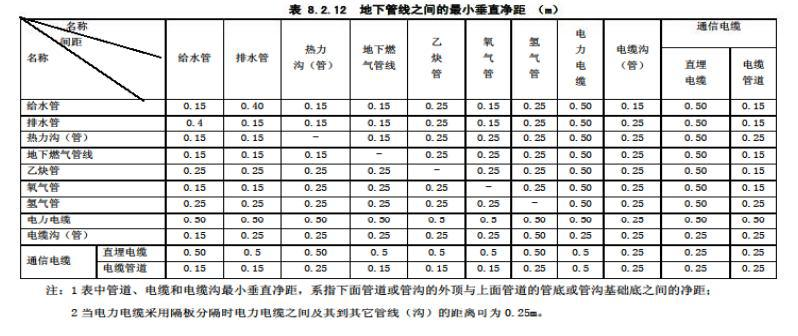 表 8.2.12 地下管线之间的最小垂直净距 （m）
名称
间距
名称
给水管 排水管 热力沟（管） 地下燃气管线 乙炔管 氧气管 氢气管 电力电缆 电缆沟（管） 通信电缆
直埋电缆 电缆管道
给水管 0.15 0.40 0.15 0.15 0.25 0.15 0.25 0.50 0.15 0.50 0.15
排水管 0.4 0.15 0.15 0.15 0.25 0.15 0.25 0.50 0.25 0.50 0.15
热力沟（管） 0.15 0.15 - 0.15 0.25 0.25 0.25 0.50 0.25 0.50 0.25
地下燃气管线 0.15 0.15 0.15 - 0.25 0.25 0.25 0.50 0.25 0.50 0.15
乙炔管 0.25 0.25 0.25 0.25 - 0.25 0.25 0.50 0.25 0.50 0.15
氧气管 0.15 0.15 0.25 0.25 0.25 - 0.25 0.50 0.25 0.50 0.15
氢气管 0.25 0.25 0.25 0.25 0.25 0.25 - 0.50 0.25 0.50 0.25
电力电缆 0.50 0.50 0.50 0.50 0.5 0.5 0.50 0.50 0.25 0.50 0.50
电缆沟（管） 0.15 0.25 0.25 0.25 0.25 0.25 0.50 0.25 0.25 0.25 0.25
通信电缆 直埋电缆 0.50 0.5 0.50 0.5 0.5 0.5 0.50 0.5 0.25 0.25 0.25
电缆管道 0.15 0.15 0.25 0.15 0.15 0.15 0.25 0.5 0.25 0.25 0.25
注：1 表中管道、电缆和电缆沟最小垂直净距，系指下面管道或管沟的外顶与上面管道的管底或管沟基础底之间的净距；
2 当电力电缆采用隔板分隔时电力电缆之间及其到其它管线（沟）的距离可为 0.25m。